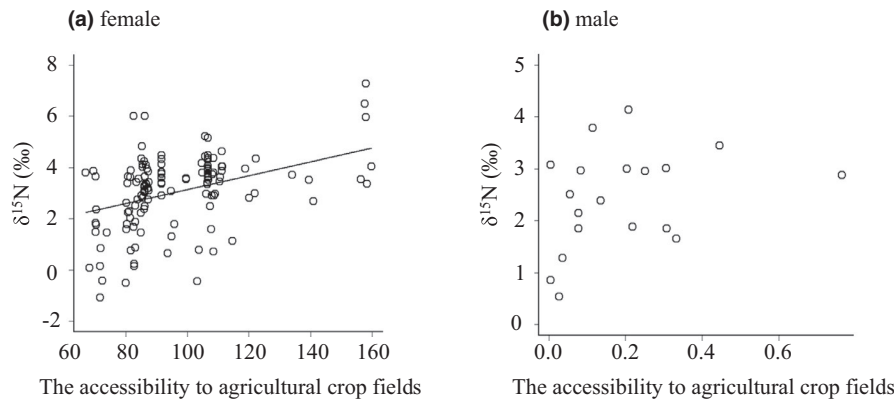 (a) female
(b) male
8
6
4
2
0
-2
δ15N (‰)
60 80 100 120 140 160
The accessibility to agricultural crop fields
5
4
3
2
1
0
δ15N (‰)
0.0 0.2 0.4 0.6
The accessibility to agricultural crop fields